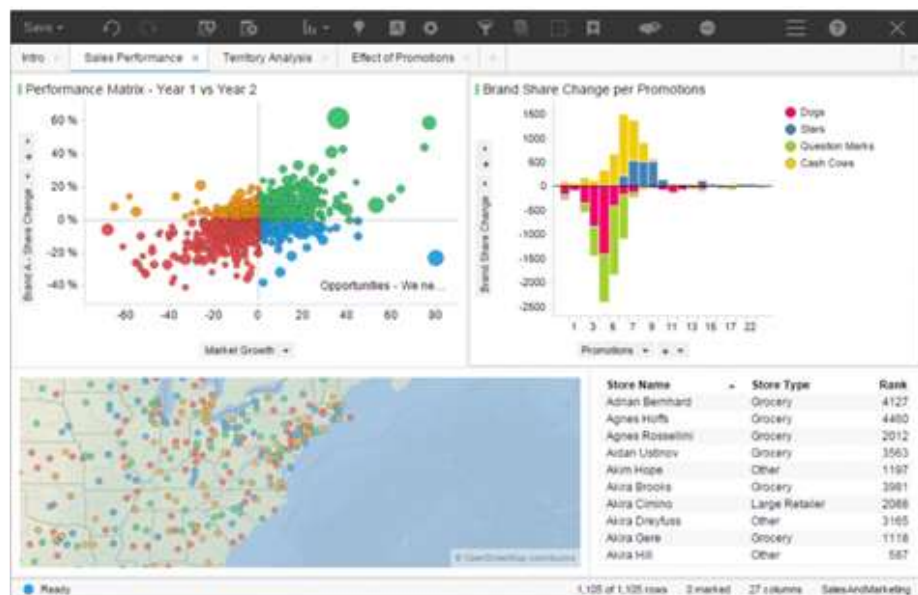 Save
Intro
Sales Performance
Territory Analysis
Effect of Promotions
Performance Matrix - Year 1 vs Year 2
60 %
40 %
20 %
0 %
-20 %
-40 %
Brand A - Share Change
-60 -40 -20 0 20 40 60 80
Opportunities - We ne...
Market Growth
Brand Share Change per Promotions
1500
1000
500
0
-500
-1000
-1500
-2000
-2500
Brand Share Change
1 3 5 7 9 11 13 15 17 22
Promotions
Dogs
Stars
Question Marks
Cash Cows
© OpenStreetMap contributors
Store Name Store Type Rank
Adnan Bernhard Grocery 4127
Agnes Hoffs Grocery
Agnes Rossellini Grocery 2012
Aidan Ustinov Grocery 3563
Akim Hope Other 1197
Akira Brooks Grocery 3981
Akira Cimino Large Retailer
Akira Dreyfuss Other 3165
Akira Gere Grocery
Akira Hill Other 587
Ready
1,105 of 1,105 rows
marked
27 columns
SalesAndMarketing